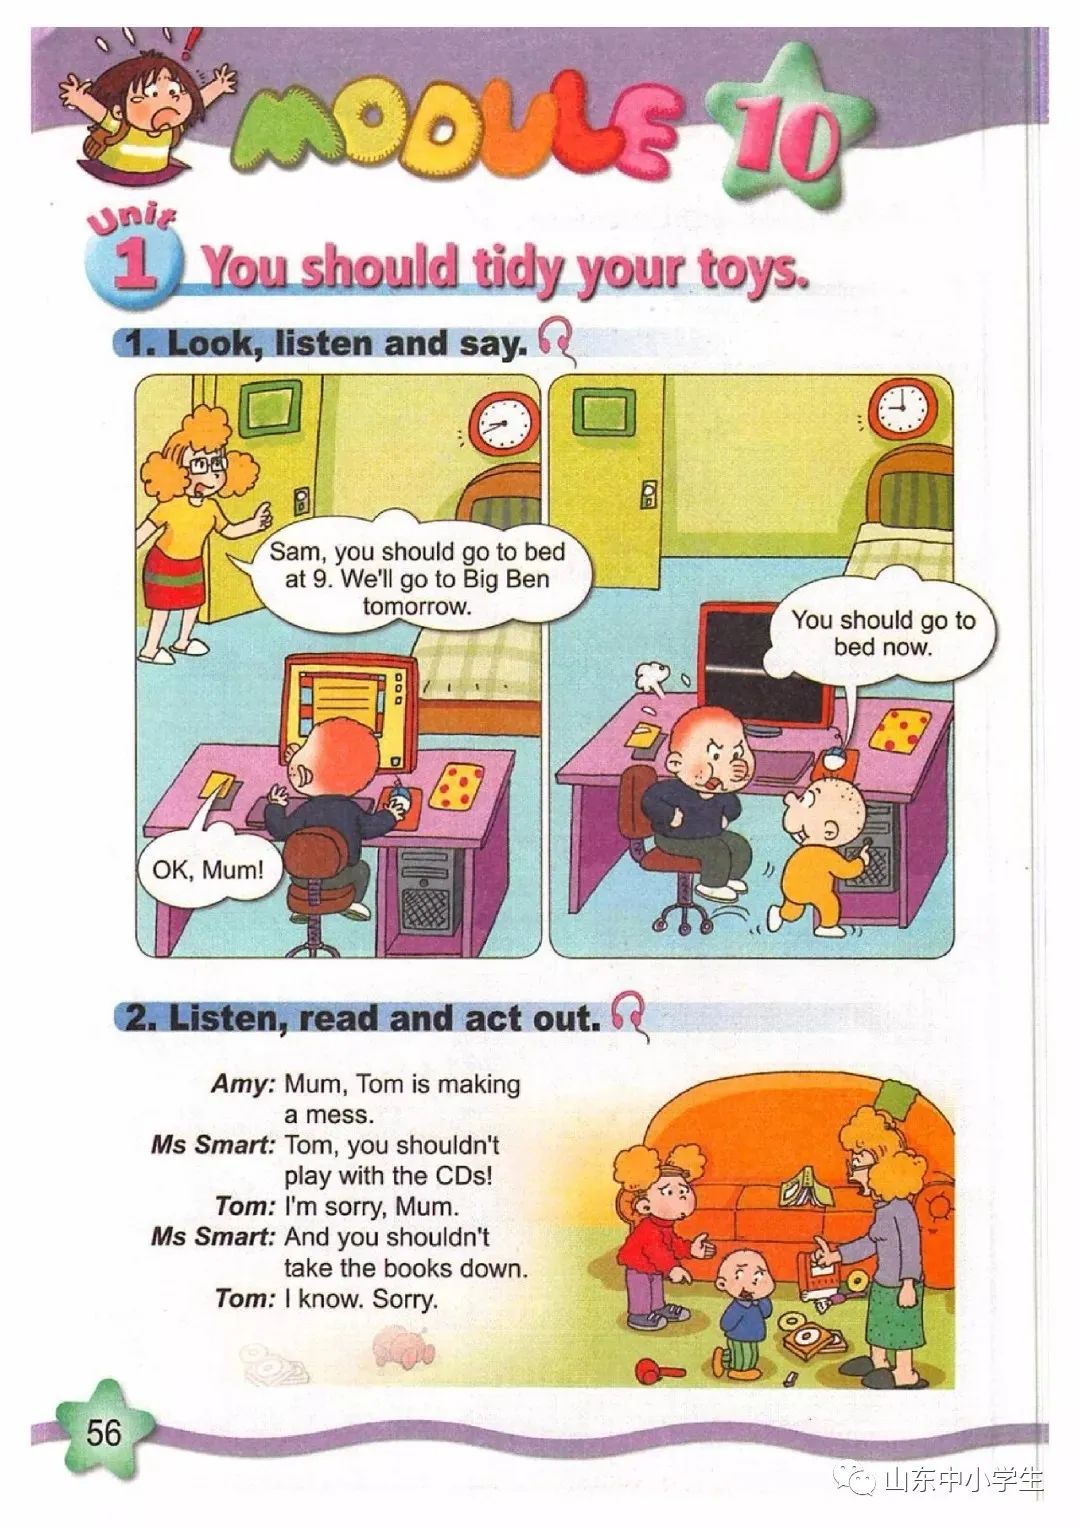 MODULE 10
Unit
1 You should tidy your toys.
1. Look, listen and say.
Sam, you should go to bed
at 9. We'll go to Big Ben
tomorrow.
OK, Mum!
You should go to
bed now.
2. Listen, read and act out.
Amy: Mum, Tom is making
a mess.
Ms Smart: Tom, you shouldn't
play with the CDs!
Tom: I'm sorry, Mum.
Ms Smart: And you shouldn't
take the books down.
Tom: I know. Sorry.
56
山东中小学生